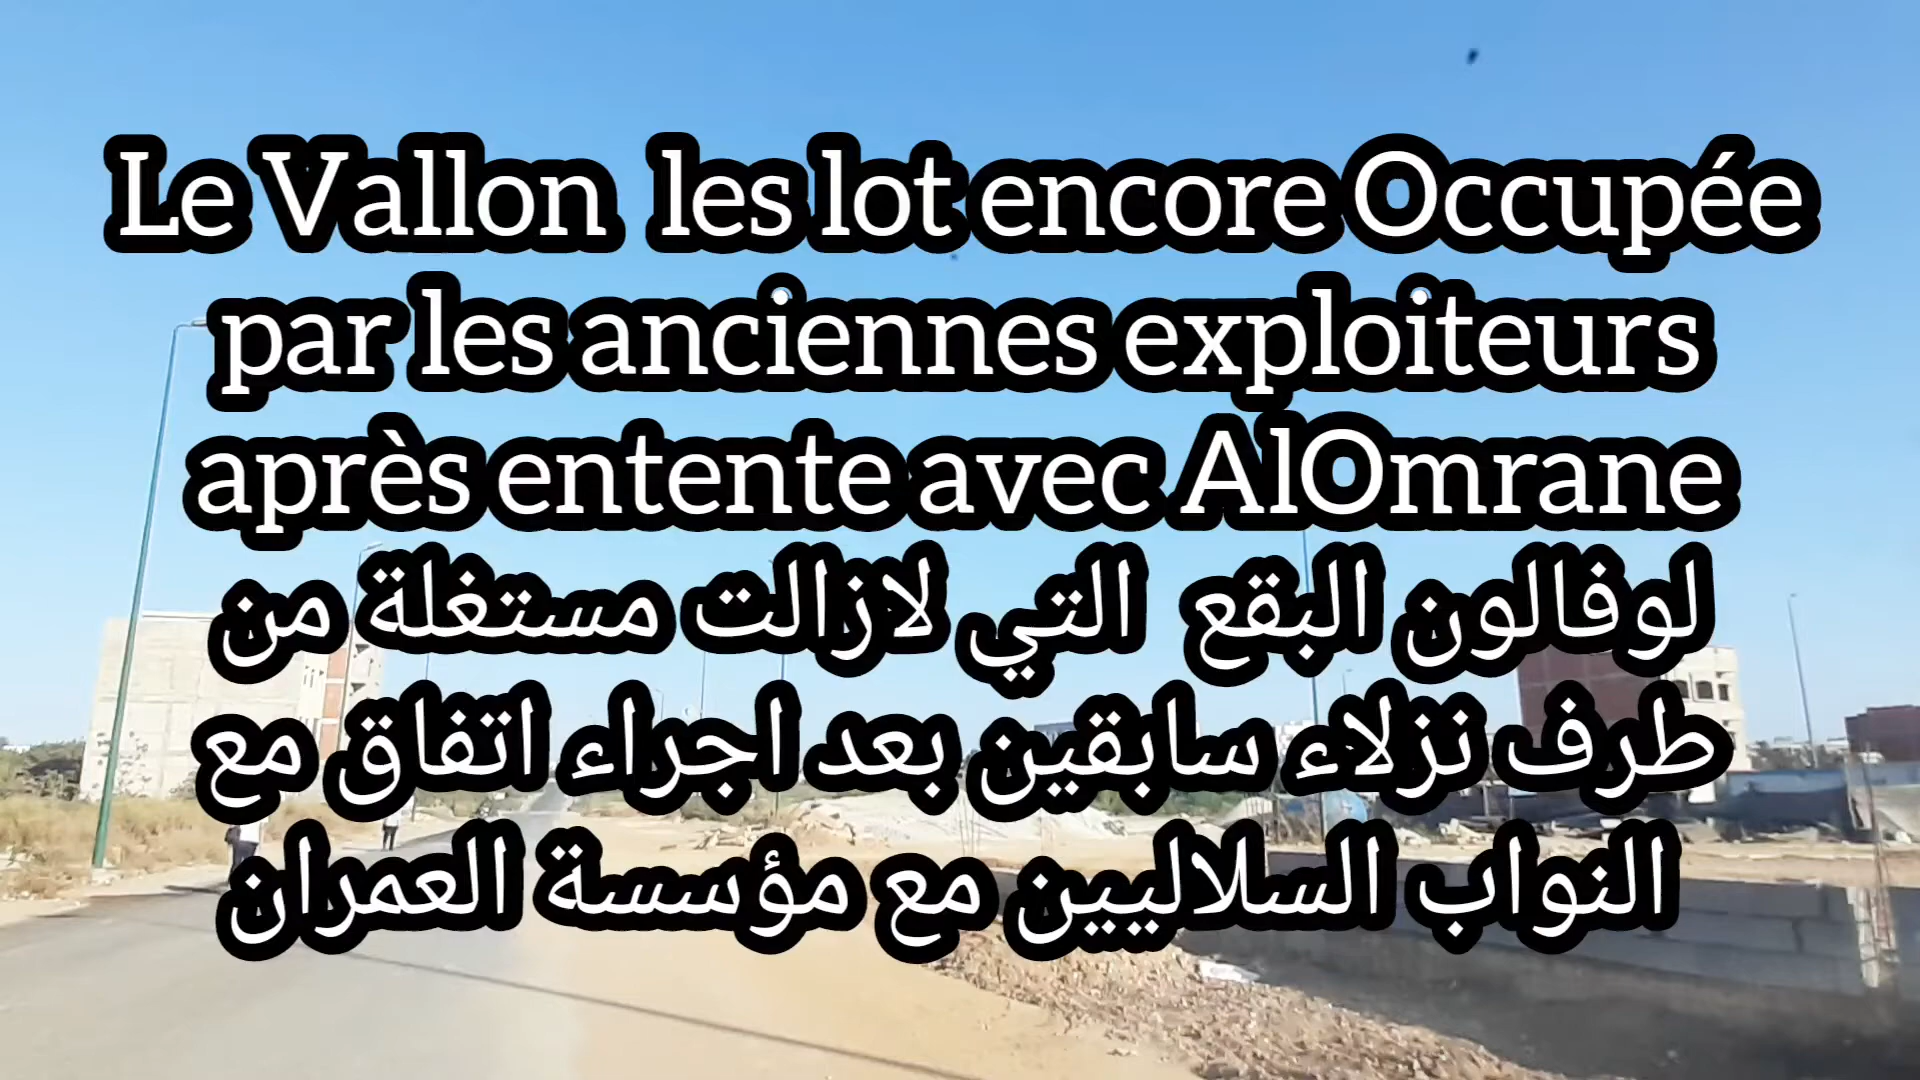 Le Vallon les lot encore Occupée
par les anciennes exploiteurs
après entente avec AlOmrane
لوفالون البقع التي لازالت مستغلة من
طرف نزلاء سابقين بعد اجراء اتفاق مع
النواب السلاليين مع مؤسسة العمران